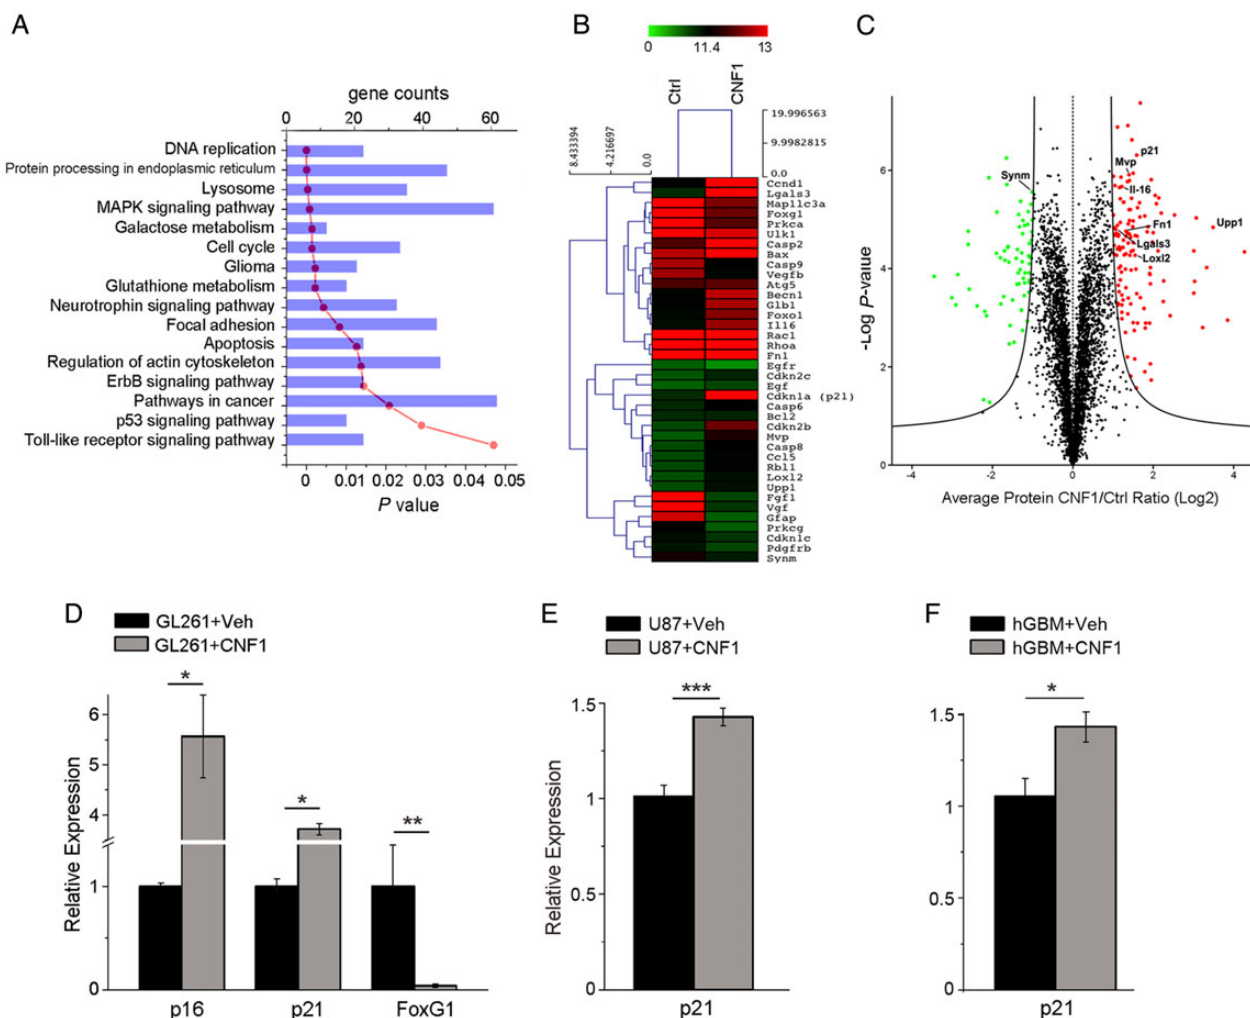 A
gene counts
0 20 40 60
DNA replication
Protein processing in endoplasmic reticulum
Lysosome
MAPK signaling pathway
Galactose metabolism
Cell cycle
Glioma
Glutathione metabolism
Neurotrophin signaling pathway
Focal adhesion
Apoptosis
Regulation of actin cytoskeleton
ErbB signaling pathway
Pathways in cancer
p53 signaling pathway
Toll-like receptor signaling pathway
0 0.01 0.02 0.03 0.04 0.05
P value
B
0 11.4 13
Ctrl
CNF1
19.996563
9.9982815
0.0
8.433394
4.216697
0.0
Ccnd1
Lgals3
Map1lc3a
Foxg1
Prkca
Ulk1
Casp2
Bax
Casp9
Vegfb
Atg5
Becn1
Glb1
Foxo1
Il16
Rac1
Rhoa
Fn1
Egfr
Cdkn2c
Egf
Cdkn1a (p21)
Casp6
Bcl2
Cdkn2b
Mvp
Casp8
Ccl5
Rbl1
Loxl2
Upp1
Fgf1
Vgf
Gfap
Prkcg
Cdkn1c
Pdgfrb
Synm
C
-Log P-value
6
4
2
0
Synm
p21
Mvp
Il-16
Fn1
Upp1
Lgals3
Loxl2
-4 -2 0 2 4
Average Protein CNF1/Ctrl Ratio (Log2)
D
GL261+Veh
GL261+CNF1
Relative Expression
6
5
4
1
0
*
*
**
p16 p21 FoxG1
E
U87+Veh
U87+CNF1
Relative Expression
1.5
1
0.5
0
***
p21
F
hGBM+Veh
hGBM+CNF1
1.5
1
0.5
0
*
p21